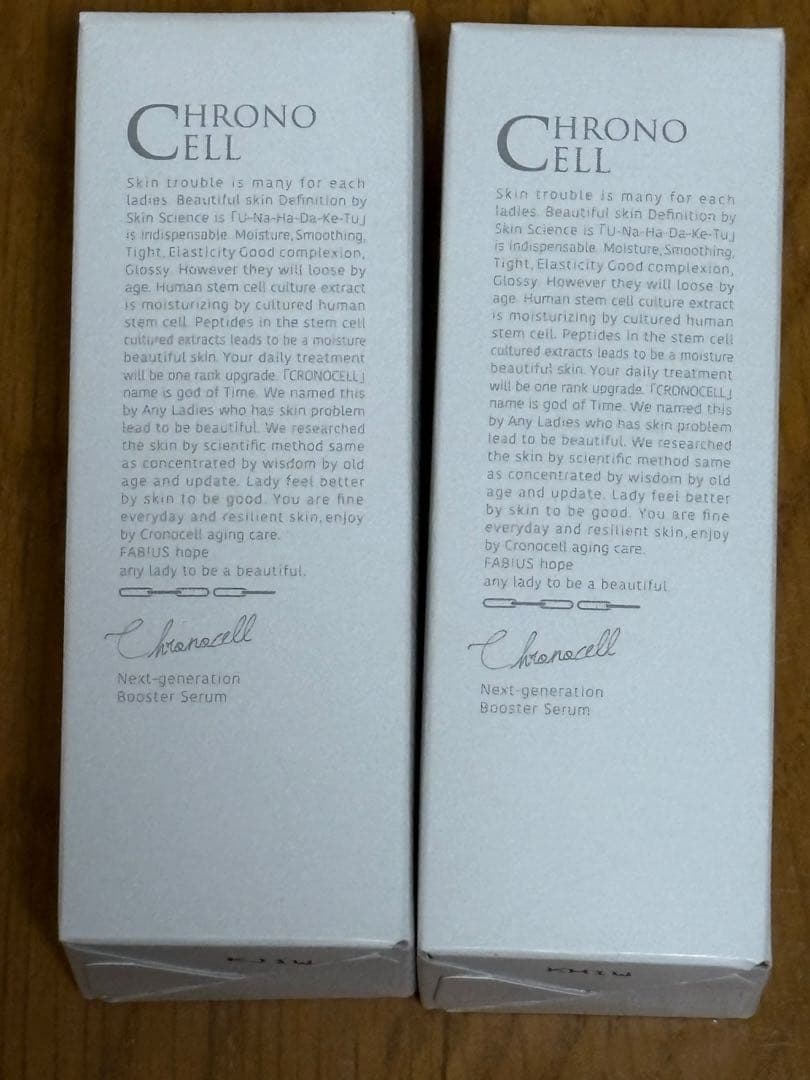 CHRONO
CELL
Skin trouble is many for each
ladies. Beautiful skin Definition by
Skin Science is「U-Na-Ha-Da-Ke-Tu」
is indispensable. Moisture, Smoothing,
Tight, Elasticity Good complexion,
Glossy. However they will loose by
age. Human stem cell culture extract
is moisturizing by cultured human
stem cell. Peptides in the stem cell
cultured extracts leads to be a moisture
beautiful skin. Your daily treatment
will be one rank upgrade.「CRONOCELL」
name is god of Time. We named this
by Any Ladies who has skin problem
lead to be beautiful. We researched
the skin by scientific method same
as concentrated by wisdom by old
age and update. Lady feel better
by skin to be good. You are fine
everyday and resilient skin, enjoy
by Cronocell aging care.
FABIUS hope
any lady to be a beautiful.
Chronocell
Next-generation
Booster Serum
CHRONO
CELL
Skin trouble is many for each
ladies. Beautiful skin Definition by
Skin Science is「U-Na-Ha-Da-Ke-Tu」
is indispensable. Moisture, Smoothing,
Tight, Elasticity Good complexion,
Glossy. However they will loose by
age. Human stem cell culture extract
is moisturizing by cultured human
stem cell. Peptides in the stem cell
cultured extracts leads to be a moisture
beautiful skin. Your daily treatment
will be one rank upgrade.「CRONOCELL」
name is god of Time. We named this
by Any Ladies who has skin problem
lead to be beautiful. We researched
the skin by scientific method same
as concentrated by wisdom by old
age and update. Lady feel better
by skin to be good. You are fine
everyday and resilient skin, enjoy
by Cronocell aging care.
FABIUS hope
any lady to be a beautiful.
Chronocell
Next-generation
Booster Serum